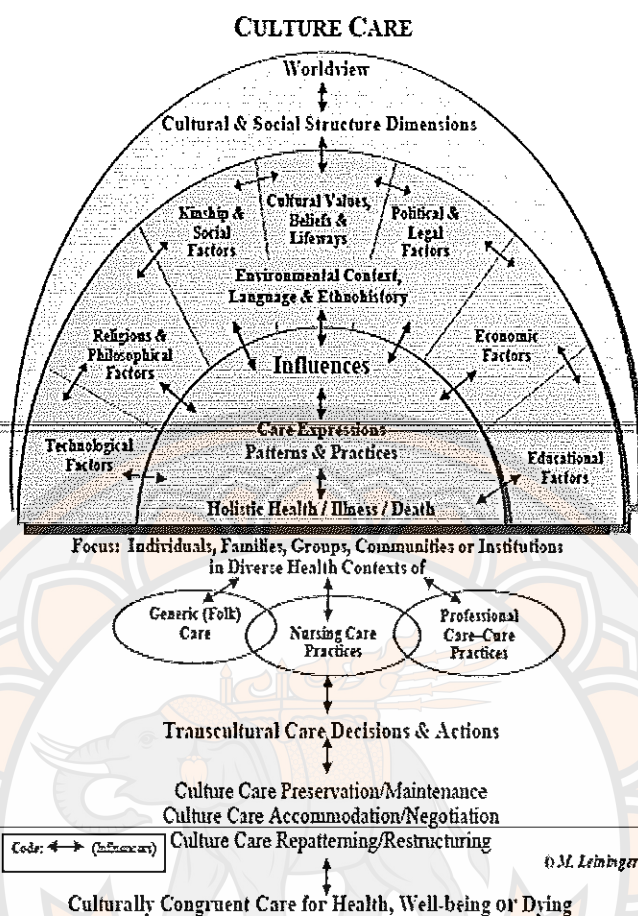 CULTURE CARE
Worldview
Cultural & Social Structure Dimensions
Kinship &
Social
Factors
Cultural Values,
Beliefs &
Lifeways
Political &
Legal
Factors
Environmental Context,
Language & Ethnohistory
Religious &
Philosophical
Factors
Influences
Economic
Factors
Care Expressions
Patterns & Practices
Technological
Factors
Educational
Factors
Holistic Health / Illness / Death
Focus: Individuals, Families, Groups, Communities or Institutions
in Diverse Health Contexts of
Generic (Folk)
Care
Nursing Care
Practices
Professional
Care–Cure
Practices
Transcultural Care Decisions & Actions
Culture Care Preservation/Maintenance
Culture Care Accommodation/Negotiation
Culture Care Repatterning/Restructuring
Code: (Influencers)
© M. Leininger
Culturally Congruent Care for Health, Well-being or Dying